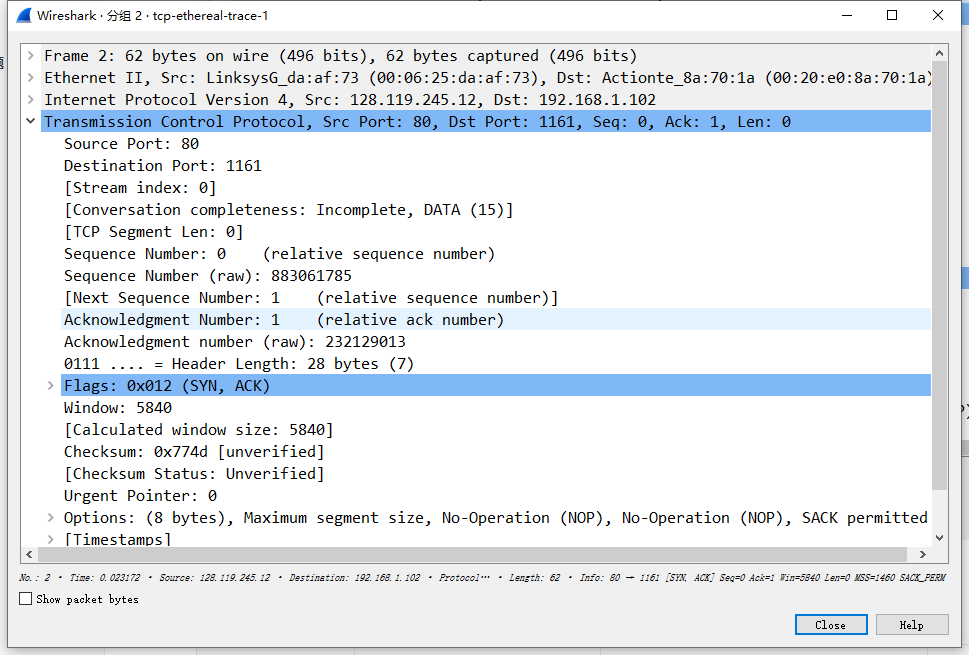 Wireshark · 分组 2 · tcp-ethereal-trace-1
Frame 2: 62 bytes on wire (496 bits), 62 bytes captured (496 bits)
Ethernet II, Src: LinksysG_da:af:73 (00:06:25:da:af:73), Dst: Actionte_8a:70:1a (00:20:e0:8a:70:1a)
Internet Protocol Version 4, Src: 128.119.245.12, Dst: 192.168.1.102
Transmission Control Protocol, Src Port: 80, Dst Port: 1161, Seq: 0, Ack: 1, Len: 0
Source Port: 80
Destination Port: 1161
[Stream index: 0]
[Conversation completeness: Incomplete, DATA (15)]
[TCP Segment Len: 0]
Sequence Number: 0    (relative sequence number)
Sequence Number (raw): 883061785
[Next Sequence Number: 1    (relative sequence number)]
Acknowledgment Number: 1    (relative ack number)
Acknowledgment number (raw): 232129013
0111 .... = Header Length: 28 bytes (7)
Flags: 0x012 (SYN, ACK)
Window: 5840
[Calculated window size: 5840]
Checksum: 0x774d [unverified]
[Checksum Status: Unverified]
Urgent Pointer: 0
Options: (8 bytes), Maximum segment size, No-Operation (NOP), No-Operation (NOP), SACK permitted
[Timestamps]
No.: 2 · Time: 0.023172 · Source: 128.119.245.12 · Destination: 192.168.1.102 · Protocol… · Length: 62 · Info: 80 → 1161 [SYN, ACK] Seq=0 Ack=1 Win=5840 Len=0 MSS=1460 SACK_PERM
Show packet bytes
Close
Help